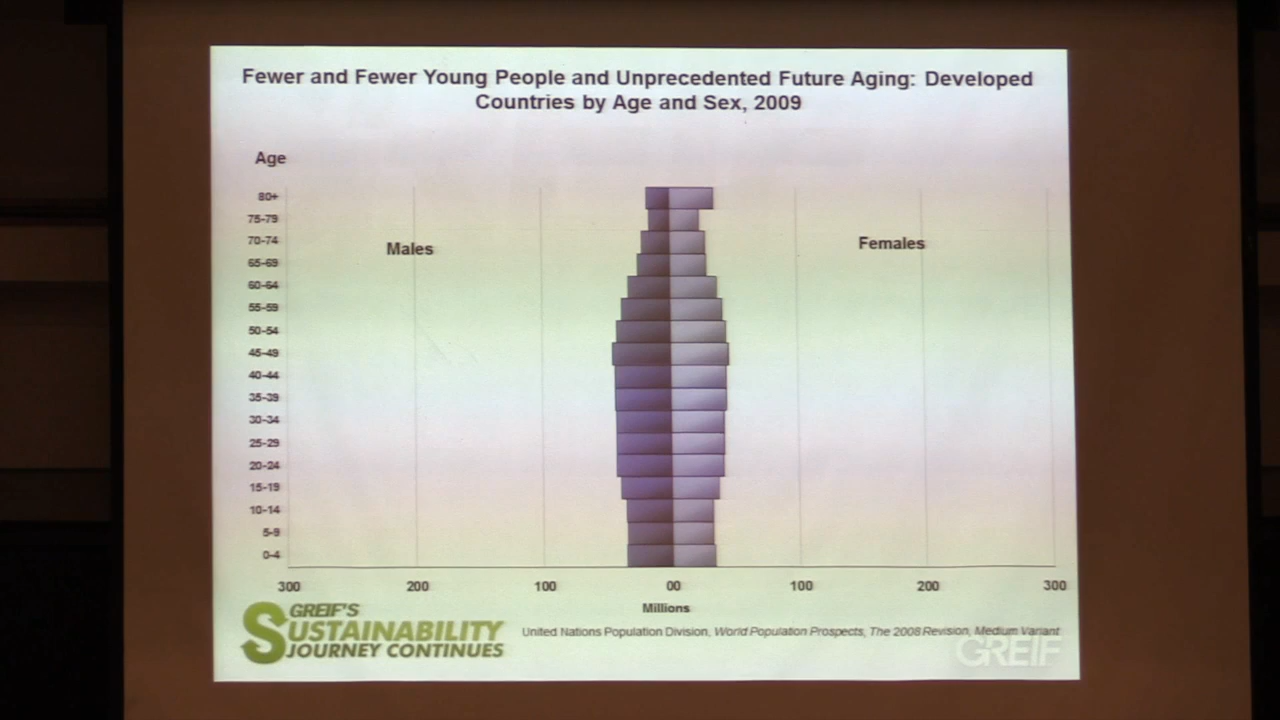 Fewer and Fewer Young People and Unprecedented Future Aging: Developed
Countries by Age and Sex, 2009
Age
80+
75-79
70-74
65-69
60-64
55-59
50-54
45-49
40-44
35-39
30-34
25-29
20-24
15-19
10-14
5-9
0-4
Males
Females
300 200 100 00 100 200 300
Millions
GREIF'S
SUSTAINABILITY
JOURNEY CONTINUES
United Nations Population Division, World Population Prospects, The 2008 Revision, Medium Variant
GREIF